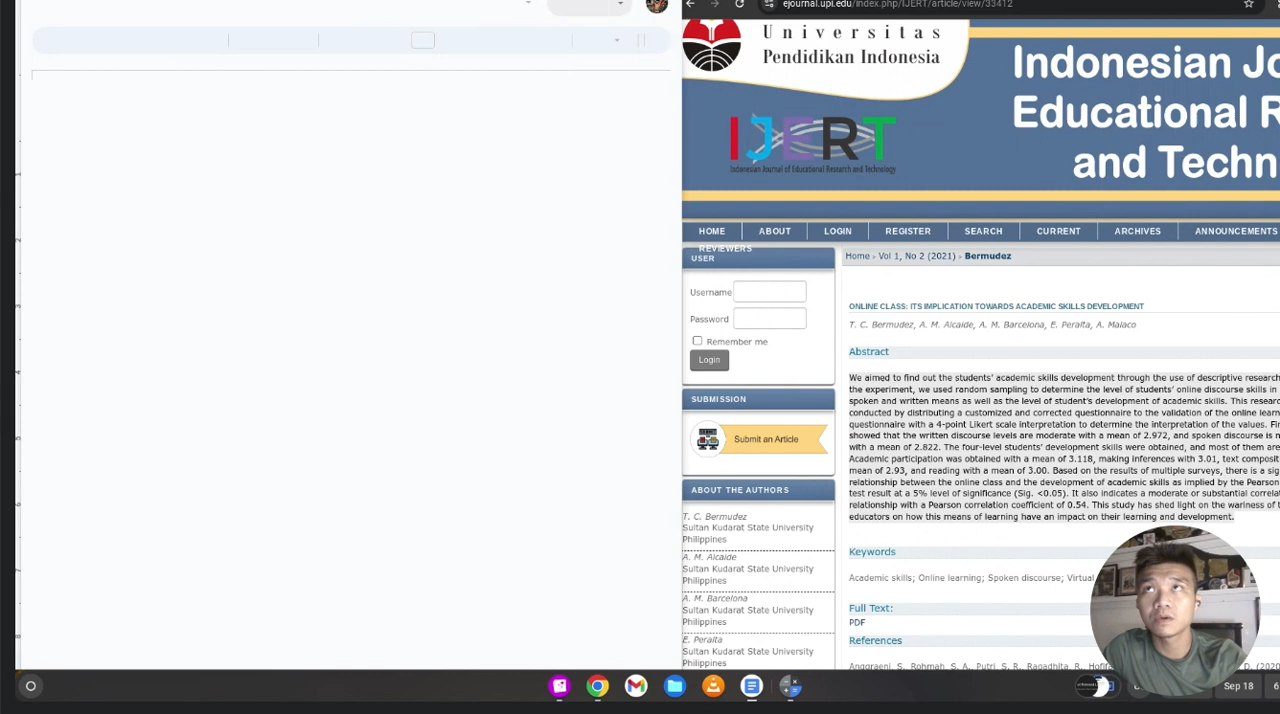 ejournal.upi.edu/index.php/IJERT/article/view/33412
Universitas
Pendidikan Indonesia
IJERT
Indonesian Journal of Educational Research and Technology
Indonesian Jo
Educational R
and Techn
HOME
ABOUT
LOGIN
REGISTER
SEARCH
CURRENT
ARCHIVES
ANNOUNCEMENTS
REVIEWERS
USER
Username
Password
Remember me
Login
SUBMISSION
Submit an Article
ABOUT THE AUTHORS
T. C. Bermudez
Sultan Kudarat State University
Philippines
A. M. Alcaide
Sultan Kudarat State University
Philippines
A. M. Barcelona
Sultan Kudarat State University
Philippines
E. Peralta
Sultan Kudarat State University
Philippines
Home » Vol 1, No 2 (2021) » Bermudez
ONLINE CLASS: ITS IMPLICATION TOWARDS ACADEMIC SKILLS DEVELOPMENT
T. C. Bermudez, A. M. Alcaide, A. M. Barcelona, E. Peralta, A. Malaco
Abstract
We aimed to find out the students' academic skills development through the use of descriptive research
the experiment, we used random sampling to determine the level of students' online discourse skills in
spoken and written means as well as the level of student's development of academic skills. This researc
conducted by distributing a customized and corrected questionnaire to the validation of the online learn
questionnaire with a 4-point Likert scale interpretation to determine the interpretation of the values. Fin
showed that the written discourse levels are moderate with a mean of 2.972, and spoken discourse is m
with a mean of 2.822. The four-level students' development skills were obtained, and most of them are
Academic participation was obtained with a mean of 3.118, making inferences with 3.01, text composit
mean of 2.93, and reading with a mean of 3.00. Based on the results of multiple surveys, there is a sig
relationship between the online class and the development of academic skills as implied by the Pearson
test result at a 5% level of significance (Sig. <0.05). It also indicates a moderate or substantial correlat
relationship with a Pearson correlation coefficient of 0.54. This study has shed light on the wariness of t
educators on how this means of learning have an impact on their learning and development.
Keywords
Academic skills; Online learning; Spoken discourse; Virtual
Full Text:
PDF
References
Anggraeni, S., Rohmah, S. A., Putri, S. R., Ragadhita, R., Hofifa
(2020
Sep 18
6